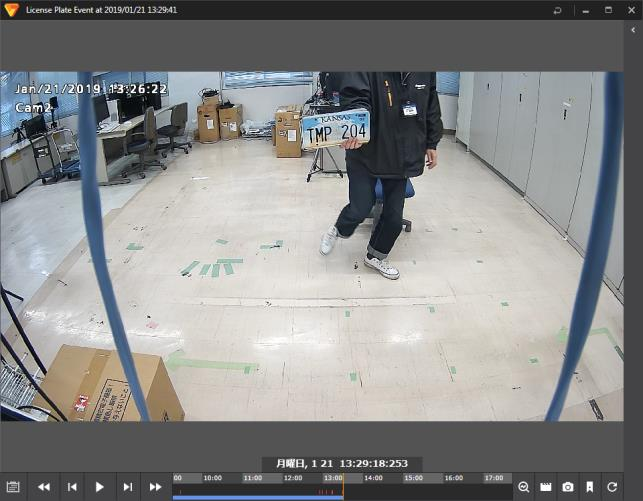 License Plate Event at 2019/01/21 13:29:41
Jan/21/2019 13:26:22
Cam2
KANSAS
TMP 204
月曜日, 1 21 13:29:18:253
:00 10:00 11:00 12:00 13:00 14:00 15:00 16:00 17:00